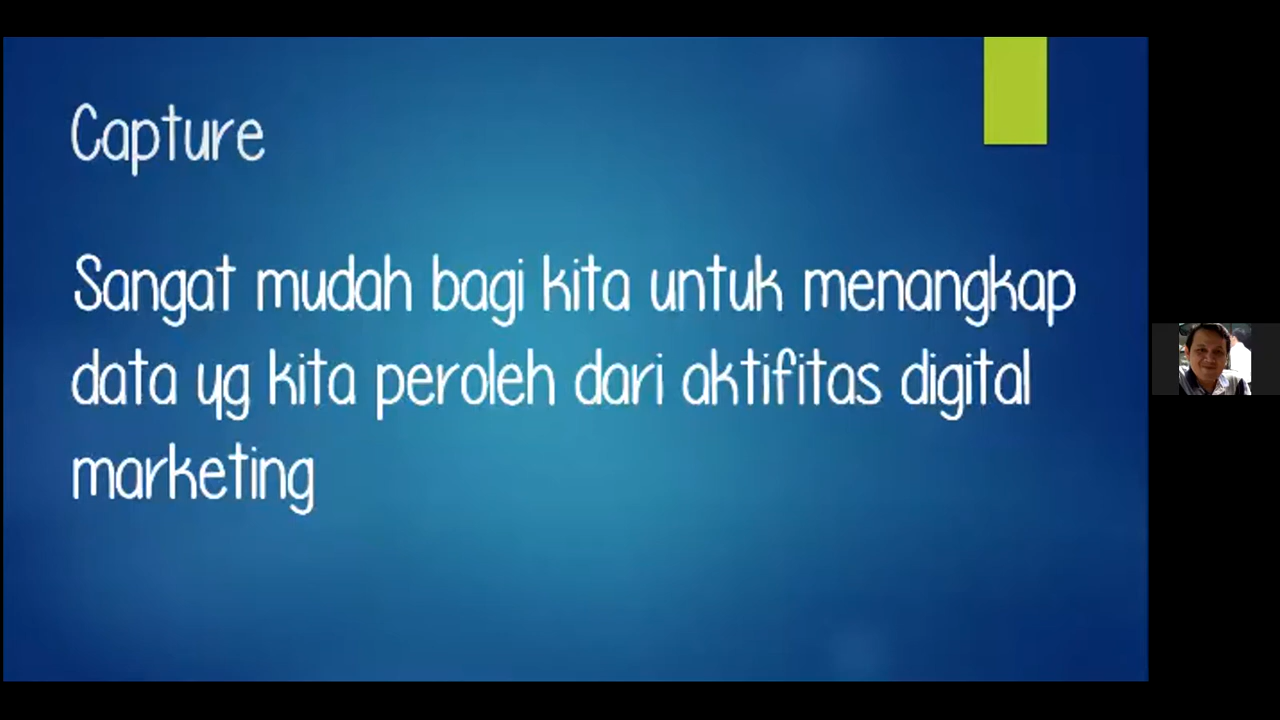 Capture
Sangat mudah bagi kita untuk menangkap
data yg kita peroleh dari aktifitas digital
marketing